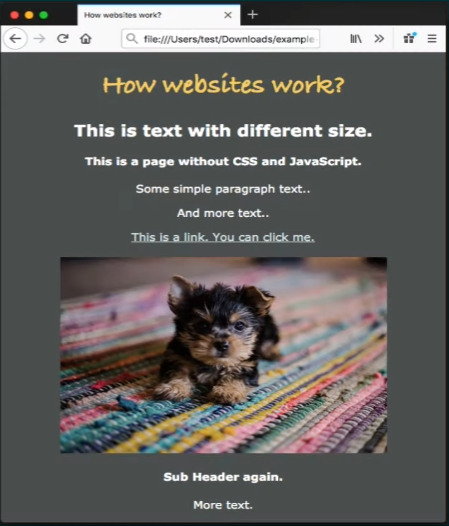 How websites work?
file:///Users/test/Downloads/example-
How websites work?
This is text with different size.
This is a page without CSS and JavaScript.
Some simple paragraph text..
And more text..
This is a link. You can click me.
Sub Header again.
More text.